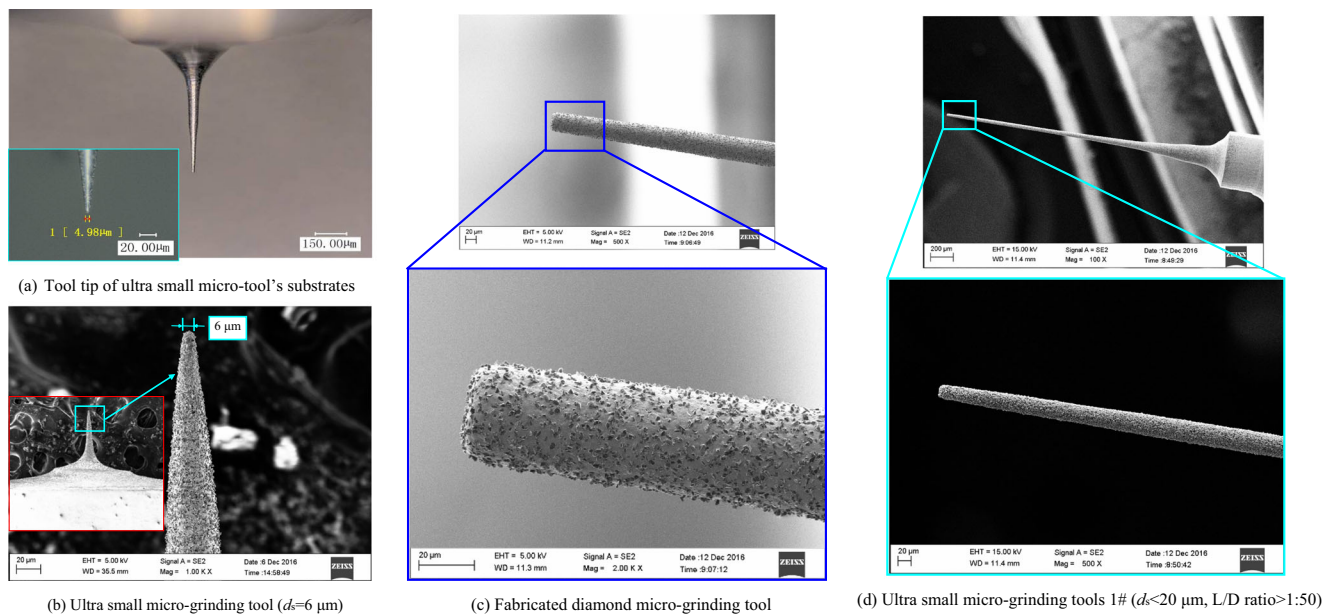 1 [ 4.98μm ]
20.00μm
150.00μm
(a) Tool tip of ultra small micro-tool’s substrates
6 μm
20 μm
EHT = 5.00 kV
Signal A = SE2
Date :6 Dec 2016
WD = 35.5 mm
Mag = 1.00 K X
Time :14:58:49
ZEISS
(b) Ultra small micro-grinding tool (ds=6 μm)
20 μm
EHT = 5.00 kV
Signal A = SE2
Date :12 Dec 2016
WD = 11.2 mm
Mag = 500 X
Time :9:06:49
ZEISS
20 μm
EHT = 5.00 kV
Signal A = SE2
Date :12 Dec 2016
WD = 11.3 mm
Mag = 2.00 K X
Time :9:07:12
ZEISS
(c) Fabricated diamond micro-grinding tool
200 μm
EHT = 15.00 kV
Signal A = SE2
Date :12 Dec 2016
WD = 11.4 mm
Mag = 100 X
Time :8:49:29
ZEISS
20 μm
EHT = 15.00 kV
Signal A = SE2
Date :12 Dec 2016
WD = 11.4 mm
Mag = 500 X
Time :8:50:42
ZEISS
(d) Ultra small micro-grinding tools 1# (ds<20 μm, L/D ratio>1:50)